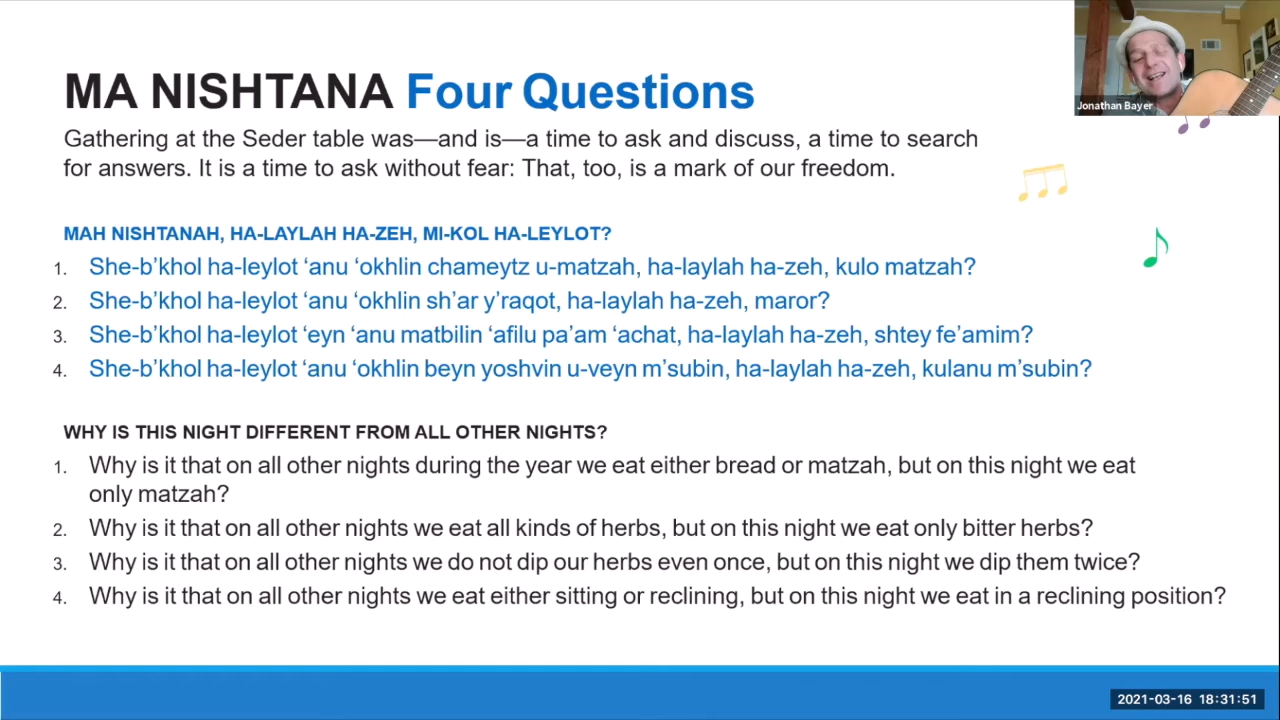 MA NISHTANA Four Questions
Jonathan Bayer
Gathering at the Seder table was—and is—a time to ask and discuss, a time to search
for answers. It is a time to ask without fear: That, too, is a mark of our freedom.
MAH NISHTANAH, HA-LAYLAH HA-ZEH, MI-KOL HA-LEYLOT?
1. She-b’khol ha-leylot ‘anu ‘okhlin chameytz u-matzah, ha-laylah ha-zeh, kulo matzah?
2. She-b’khol ha-leylot ‘anu ‘okhlin sh’ar y’raqot, ha-laylah ha-zeh, maror?
3. She-b’khol ha-leylot ‘eyn ‘anu matbilin ‘afilu pa’am ‘achat, ha-laylah ha-zeh, shtey fe’amim?
4. She-b’khol ha-leylot ‘anu ‘okhlin beyn yoshvin u-veyn m’subin, ha-laylah ha-zeh, kulanu m’subin?
WHY IS THIS NIGHT DIFFERENT FROM ALL OTHER NIGHTS?
1. Why is it that on all other nights during the year we eat either bread or matzah, but on this night we eat
only matzah?
2. Why is it that on all other nights we eat all kinds of herbs, but on this night we eat only bitter herbs?
3. Why is it that on all other nights we do not dip our herbs even once, but on this night we dip them twice?
4. Why is it that on all other nights we eat either sitting or reclining, but on this night we eat in a reclining position?
2021-03-16 18:31:51